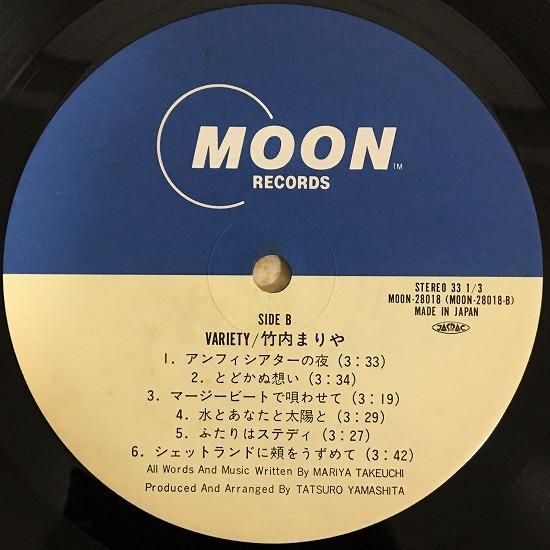 MOON™
RECORDS
STEREO 33 1/3
MOON-28018 (MOON-28018-B)
MADE IN JAPAN
JASRAC
SIDE B
VARIETY/竹内まりや
1. アンフィシアターの夜 (3:33)
2. とどかぬ想い (3:34)
3. マージービートで唄わせて (3:19)
4. 水とあなたと太陽と (3:29)
5. ふたりはステディ (3:27)
6. シェットランドに頬をうずめて (3:42)
All Words And Music Written By MARIYA TAKEUCHI
Produced And Arranged By TATSURO YAMASHITA